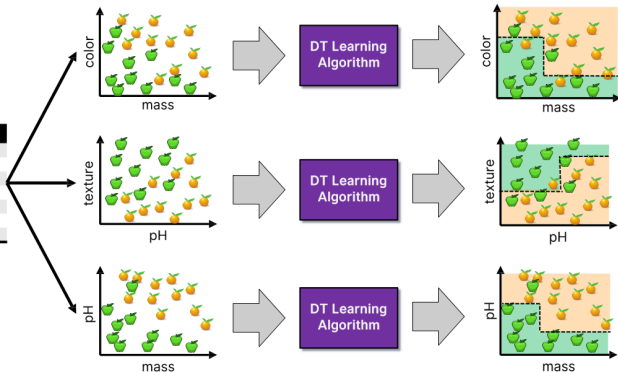 color
mass
DT Learning
Algorithm
color
mass
texture
pH
DT Learning
Algorithm
texture
pH
pH
mass
DT Learning
Algorithm
pH
mass